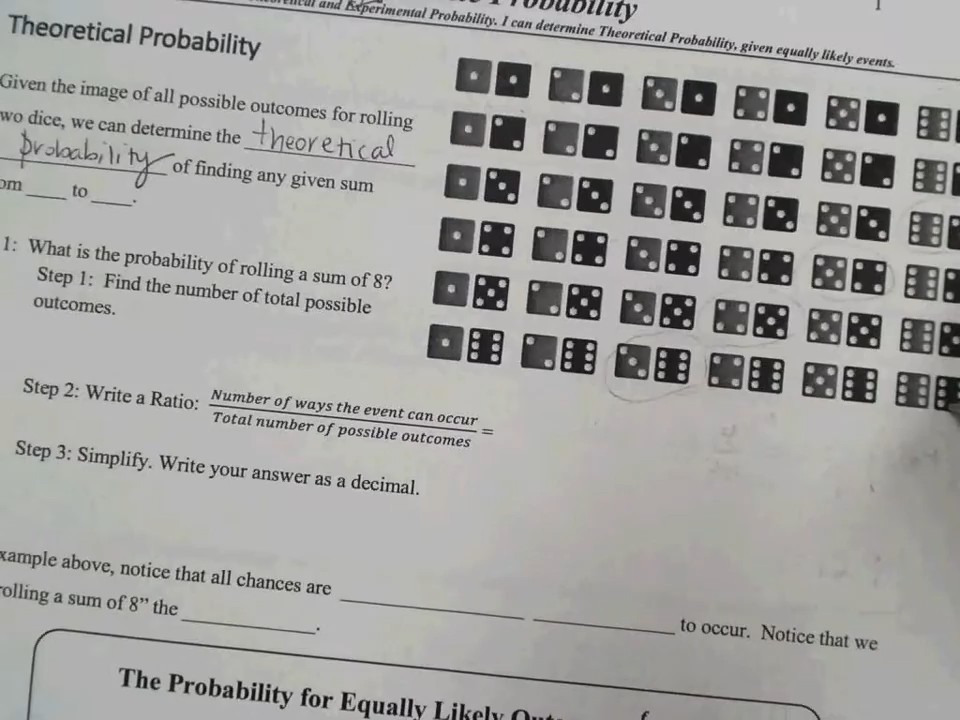 Probability
and Experimental Probability. I can determine Theoretical Probability, given equally likely events.
Theoretical Probability
Given the image of all possible outcomes for rolling
wo dice, we can determine the theoretical
probability of finding any given sum
om ____ to ____.
1: What is the probability of rolling a sum of 8?
Step 1: Find the number of total possible
outcomes.
Step 2: Write a Ratio: Number of ways the event can occur / Total number of possible outcomes =
Step 3: Simplify. Write your answer as a decimal.
xample above, notice that all chances are ____ ____ to occur. Notice that we
rolling a sum of 8” the ____.
The Probability for Equally Likely